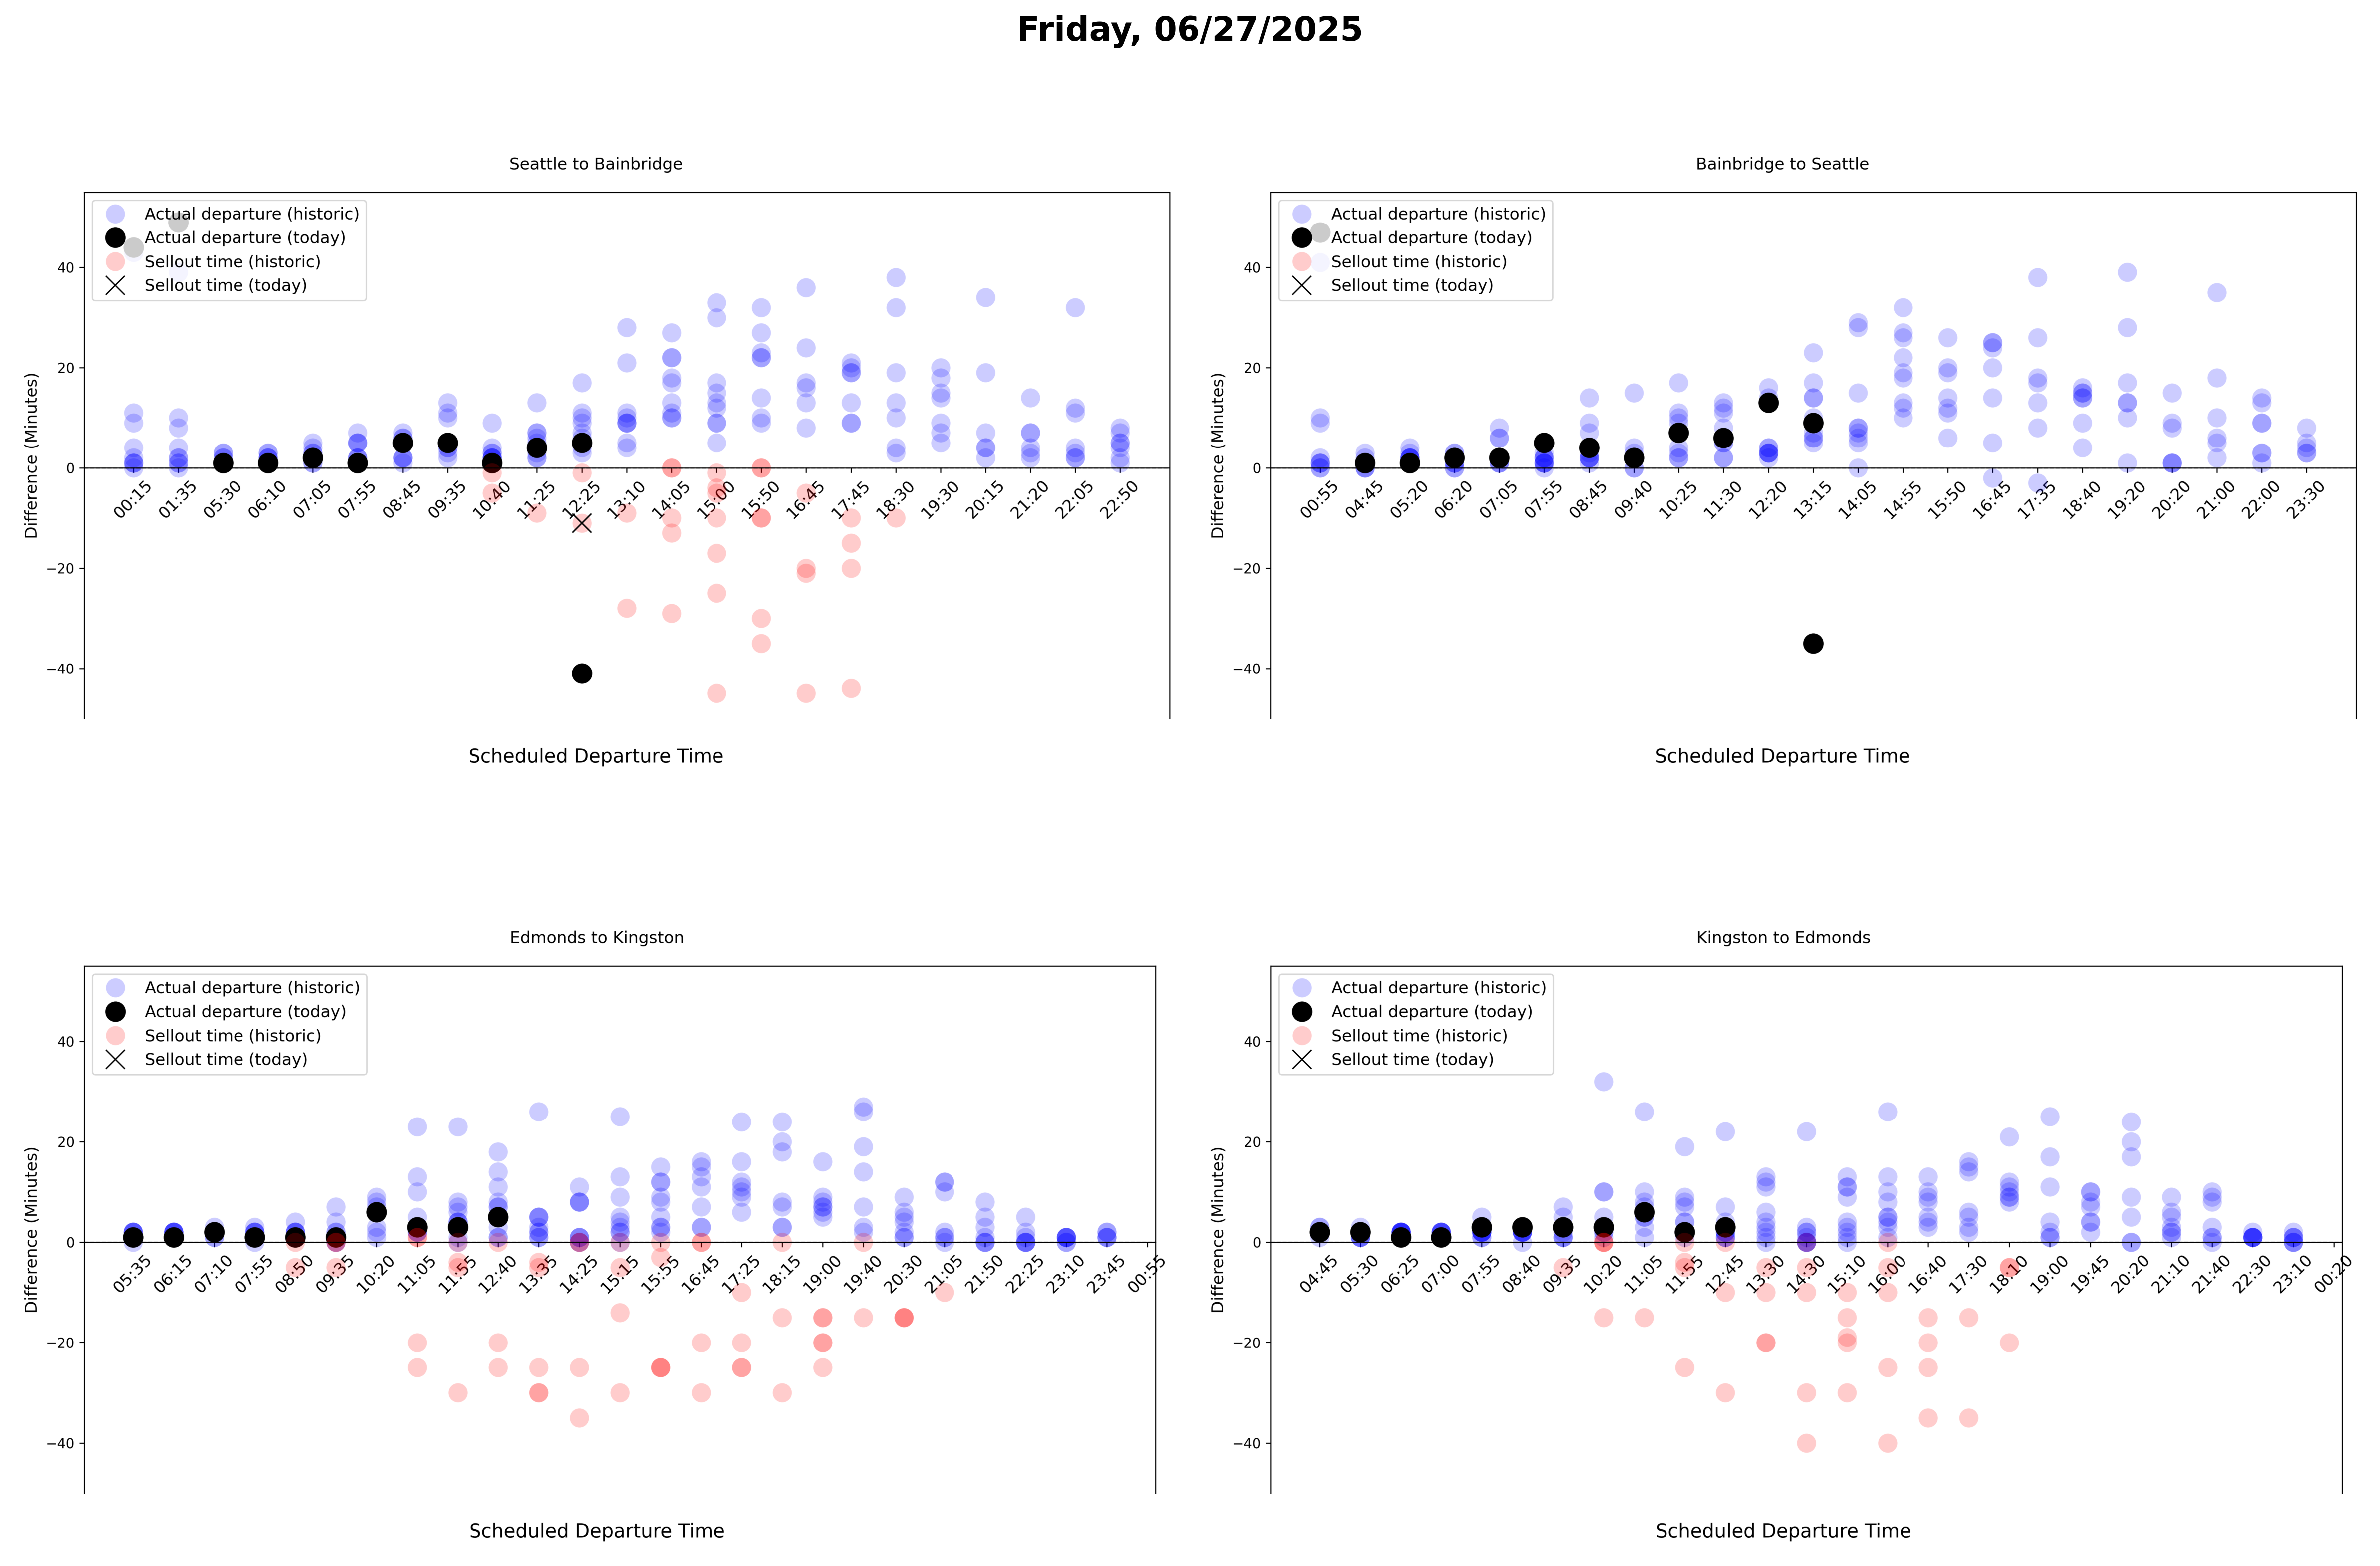 Friday, 06/27/2025
Seattle to Bainbridge
Actual departure (historic)
Actual departure (today)
Sellout time (historic)
Sellout time (today)
Difference (Minutes)
40
20
0
−20
−40
00:15 01:35 05:30 06:10 07:05 07:55 08:45 09:35 10:40 11:25 12:25 13:10 14:05 15:00 15:50 16:45 17:45 18:30 19:30 20:15 21:20 22:05 22:50
Scheduled Departure Time
Bainbridge to Seattle
Actual departure (historic)
Actual departure (today)
Sellout time (historic)
Sellout time (today)
Difference (Minutes)
40
20
0
−20
−40
00:55 04:45 05:20 06:20 07:05 07:55 08:45 09:40 10:25 11:30 12:20 13:15 14:05 14:55 15:50 16:45 17:35 18:40 19:20 20:20 21:00 22:00 23:30
Scheduled Departure Time
Edmonds to Kingston
Actual departure (historic)
Actual departure (today)
Sellout time (historic)
Sellout time (today)
Difference (Minutes)
40
20
0
−20
−40
05:35 06:15 07:10 07:55 08:50 09:35 10:20 11:05 11:55 12:40 13:35 14:25 15:15 15:55 16:45 17:25 18:15 19:00 19:40 20:30 21:05 21:50 22:25 23:10 23:45 00:55
Scheduled Departure Time
Kingston to Edmonds
Actual departure (historic)
Actual departure (today)
Sellout time (historic)
Sellout time (today)
Difference (Minutes)
40
20
0
−20
−40
04:45 05:30 06:25 07:00 07:55 08:40 09:35 10:20 11:05 11:55 12:45 13:30 14:30 15:10 16:00 16:40 17:30 18:10 19:00 19:45 20:20 21:10 21:40 22:30 23:10 00:20
Scheduled Departure Time